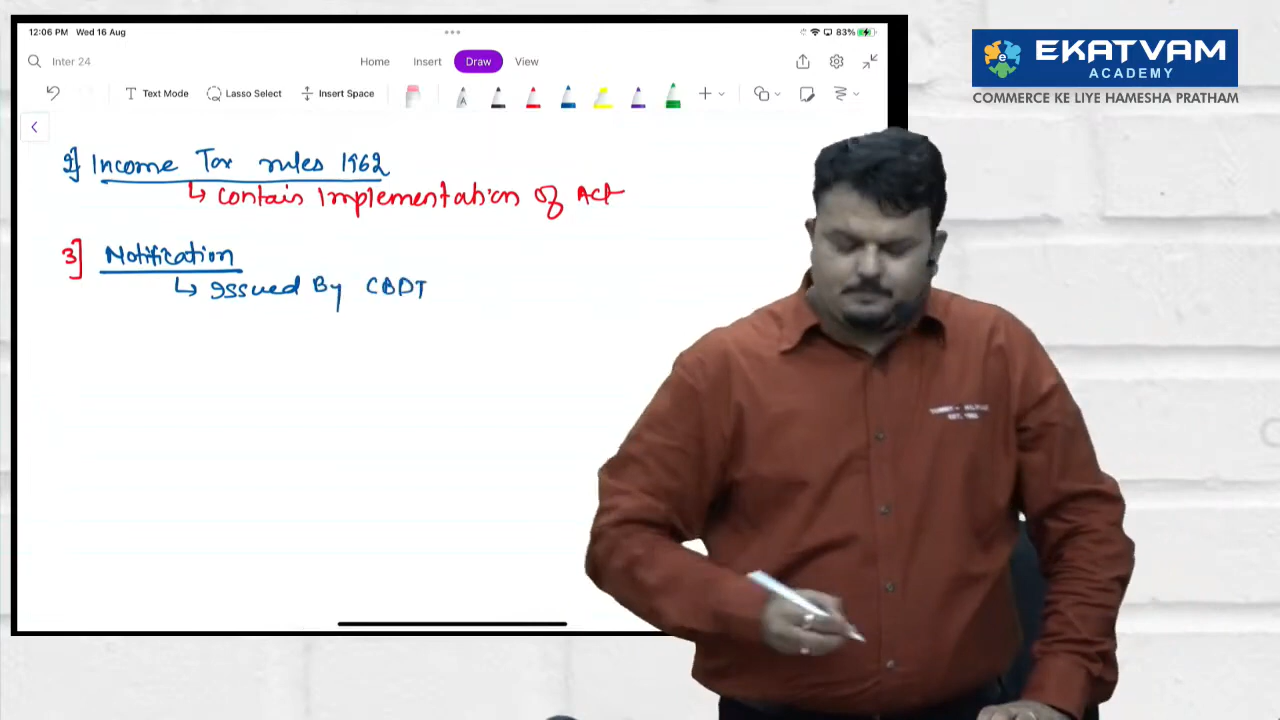 12:06 PM Wed 16 Aug
83%
EKATVAM
ACADEMY
COMMERCE KE LIYE HAMESHA PRATHAM
Inter 24
Home Insert Draw View
Text Mode Lasso Select Insert Space
2] Income Tax rules 1962
↳ Contain Implementation of Act
3] Notification
↳ Issued By CBDT